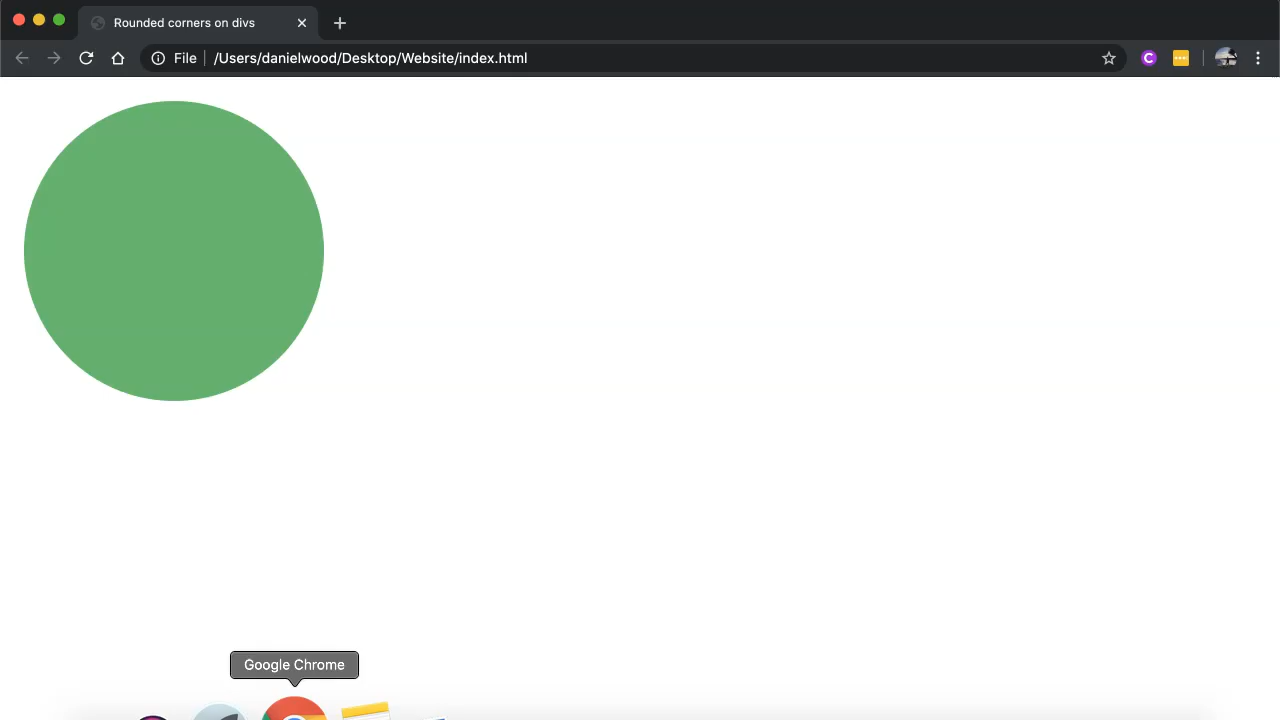 Rounded corners on divs
File /Users/danielwood/Desktop/Website/index.html
C
Google Chrome